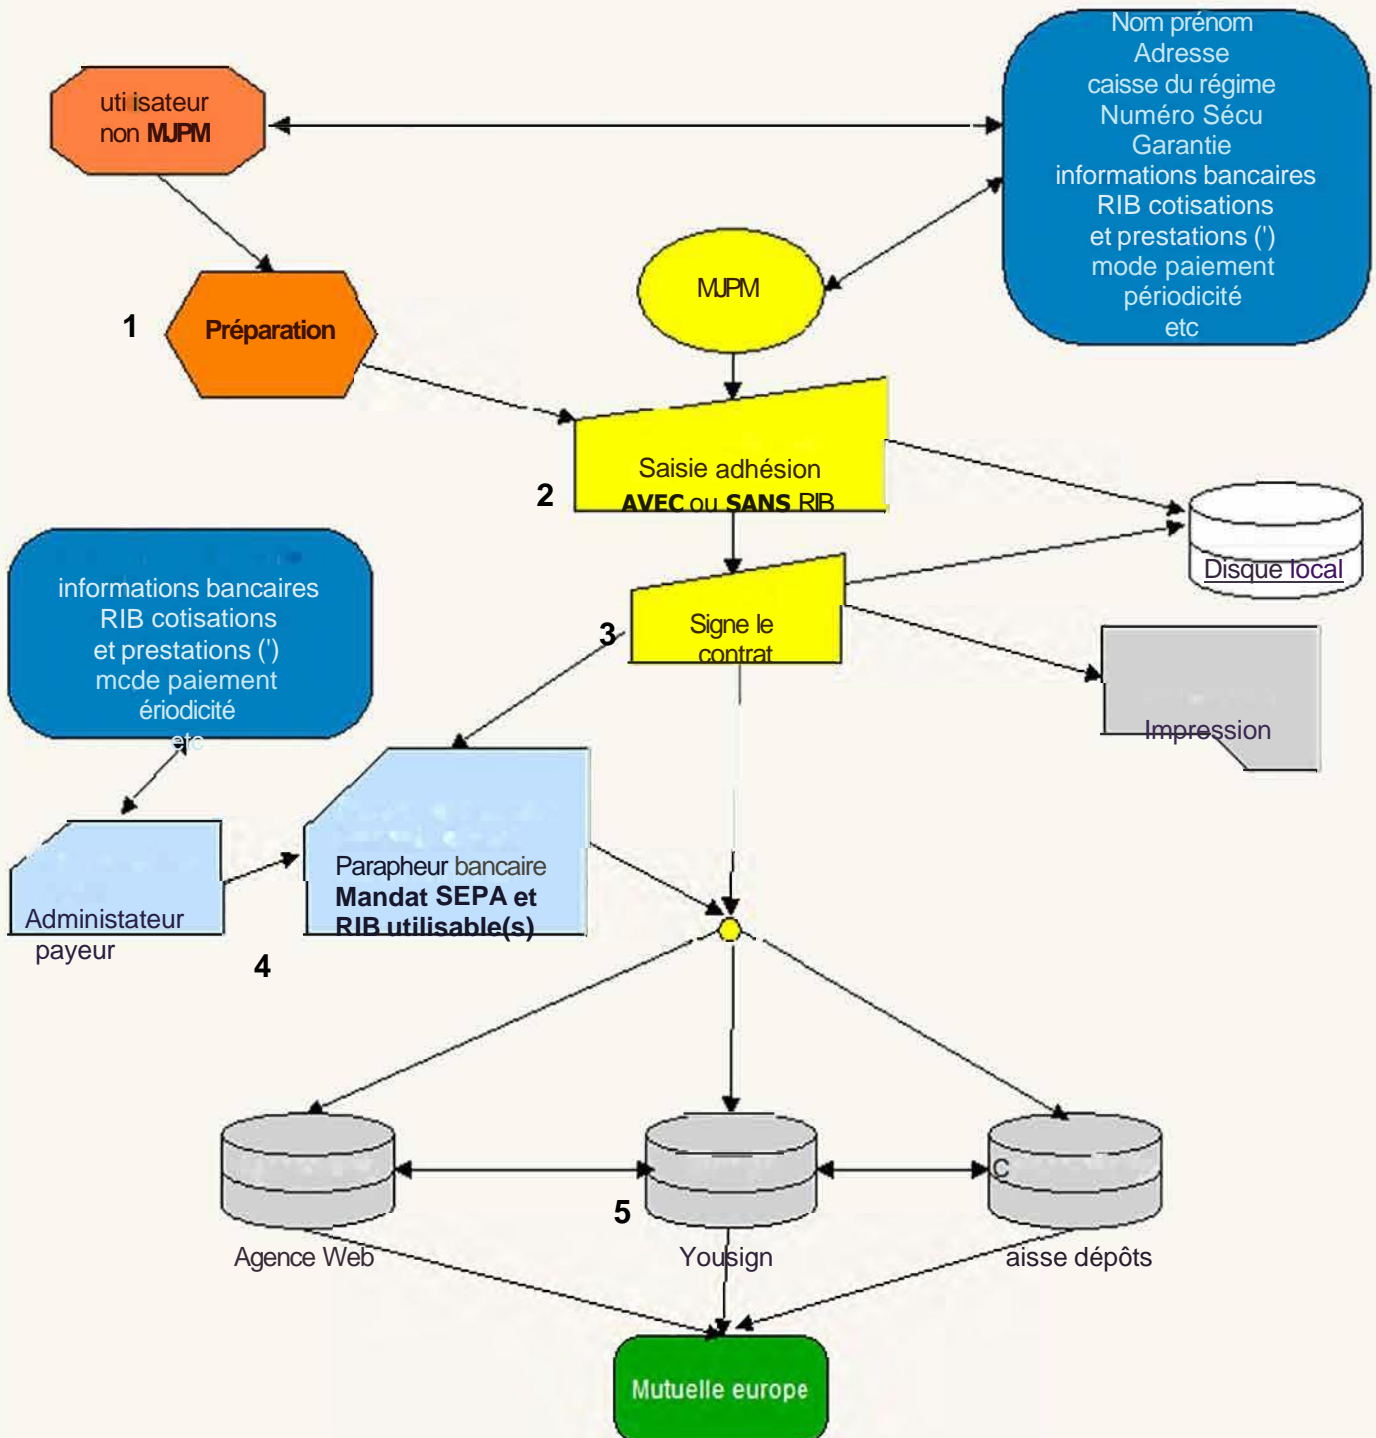 Nom prénom
Adresse
caisse du régime
Numéro Sécu
Garantie
informations bancaires
RIB cotisations
et prestations (')
mode paiement
périodicité
etc
utilisateur
non MJPM
MJPM
1
Préparation
Saisie adhésion
AVEC ou SANS RIB
2
Disque local
informations bancaires
RIB cotisations
et prestations (')
mcde paiement
ériodicité
etc
3
Signe le
contrat
Impression
Parapheur bancaire
Mandat SEPA et
RIB utilisable(s)
Administateur
payeur
4
C
5
Agence Web
Yousign
aisse dépôts
Mutuelle europe